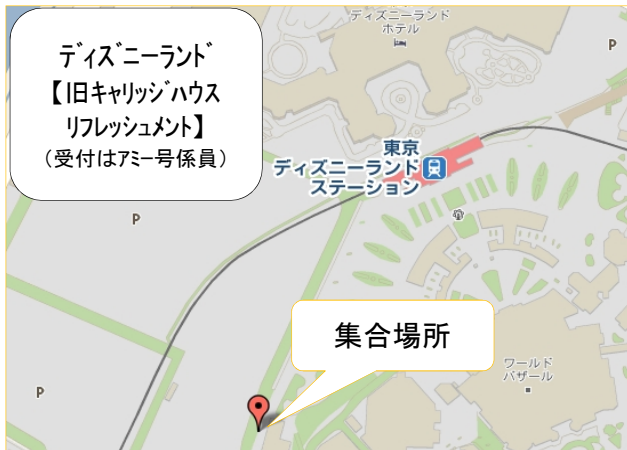 ディズニーランド
【旧キャリッジハウス
リフレッシュメント】
(受付はアミー号係員)
ディズニーランド
ホテル
P
東京
ディズニーランド
ステーション
P
集合場所
ワールド
バザール
P